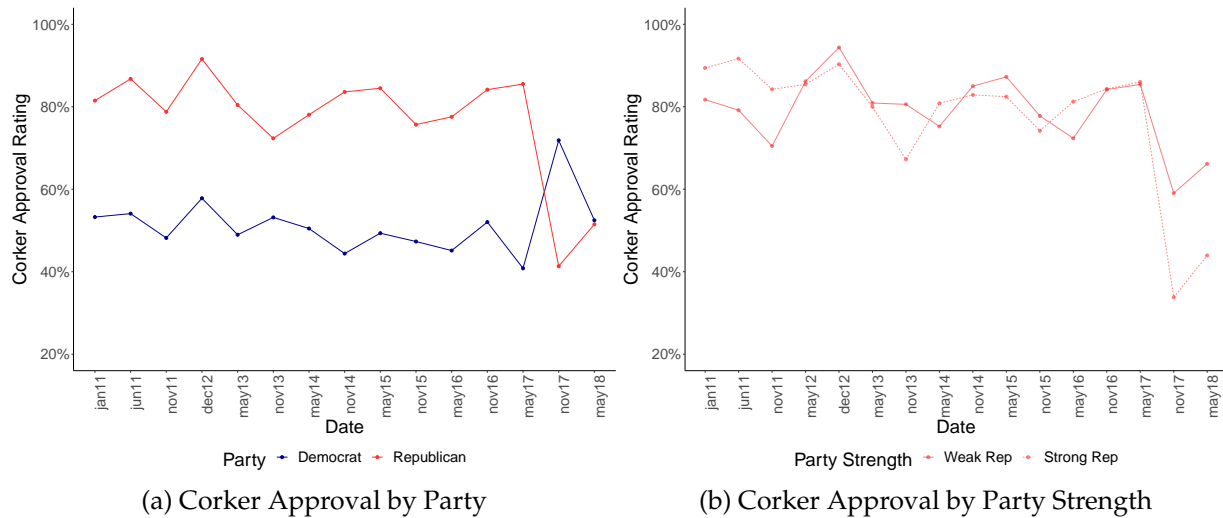 100%
80%
60%
40%
20%
Corker Approval Rating
jan11
jun11
nov11
dec12
may13
nov13
may14
nov14
may15
nov15
may16
nov16
may17
nov17
may18
Date
Party Democrat Republican
(a) Corker Approval by Party
100%
80%
60%
40%
20%
Corker Approval Rating
jan11
jun11
nov11
may12
dec12
may13
nov13
may14
nov14
may15
nov15
may16
nov16
may17
nov17
may18
Date
Party Strength Weak Rep Strong Rep
(b) Corker Approval by Party Strength